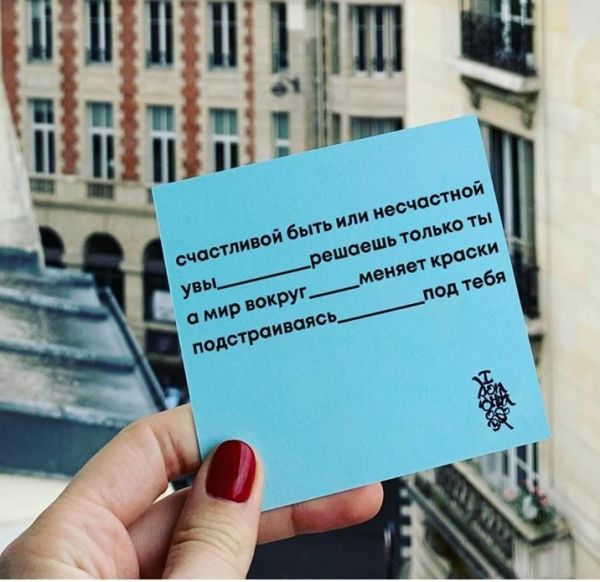 счастливой быть или несчастной
увы_________решаешь только ты
а мир вокруг_____меняет краски
подстраиваясь_________под тебя